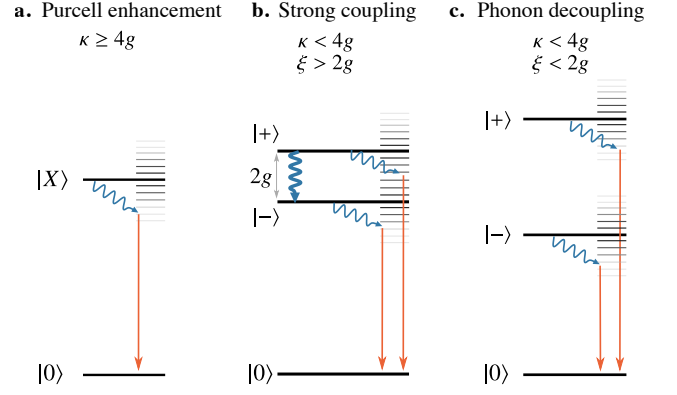 a. Purcell enhancement
κ ≥ 4g
b. Strong coupling
κ < 4g
ξ > 2g
c. Phonon decoupling
κ < 4g
ξ < 2g
|X⟩
|0⟩
|+⟩
2g
|−⟩
|0⟩
|+⟩
|−⟩
|0⟩